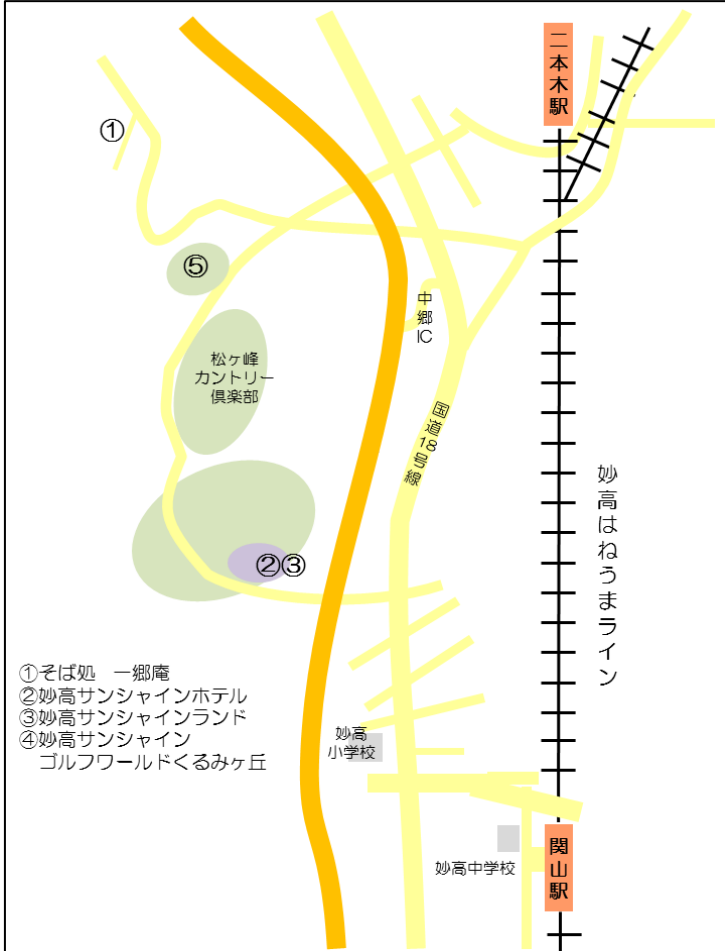 二本木駅
①
⑤
中郷IC
松ヶ峰
カントリー
倶楽部
国道18号線
妙高はねうまライン
②③
①そば処　一郷庵
②妙高サンシャインホテル
③妙高サンシャインランド
④妙高サンシャイン
ゴルフワールドくるみヶ丘
妙高
小学校
妙高中学校
関山駅